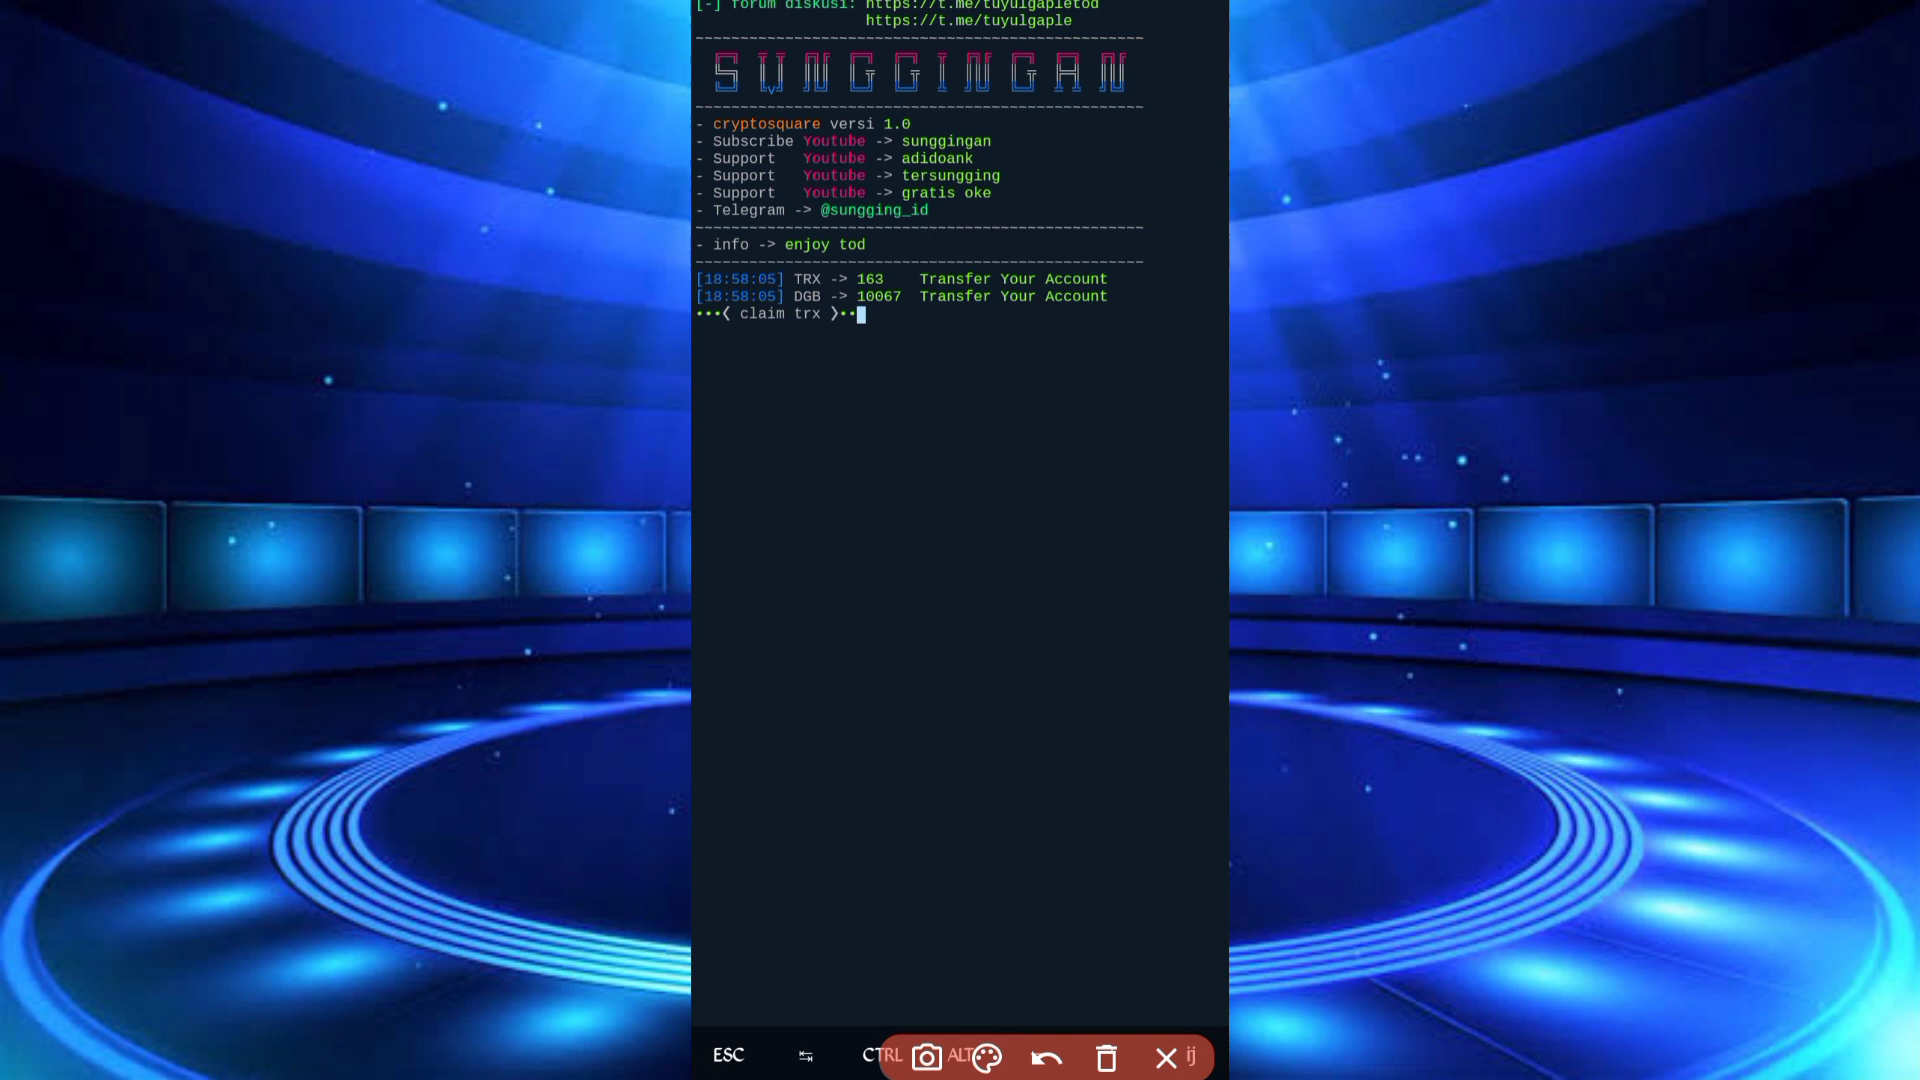 [-] forum diskusi: https://t.me/tuyulgapletod
https://t.me/tuyulgaple
~~~~~~~~~~~~~~~~~~~~~~~~~~~~~~~~~~~~~~~~~~~~~~~~~~
SUNGGINGAN
~~~~~~~~~~~~~~~~~~~~~~~~~~~~~~~~~~~~~~~~~~~~~~~~~~
- cryptosquare versi 1.0
- Subscribe Youtube -> sunggingan
- Support   Youtube -> adidoank
- Support   Youtube -> tersungging
- Support   Youtube -> gratis oke
- Telegram -> @sungging_id
~~~~~~~~~~~~~~~~~~~~~~~~~~~~~~~~~~~~~~~~~~~~~~~~~~
- info -> enjoy tod
~~~~~~~~~~~~~~~~~~~~~~~~~~~~~~~~~~~~~~~~~~~~~~~~~~
[18:58:05] TRX -> 163    Transfer Your Account
[18:58:05] DGB -> 10067  Transfer Your Account
•••❮ claim trx ❯••
ESC ↹ CTRL ALT ij